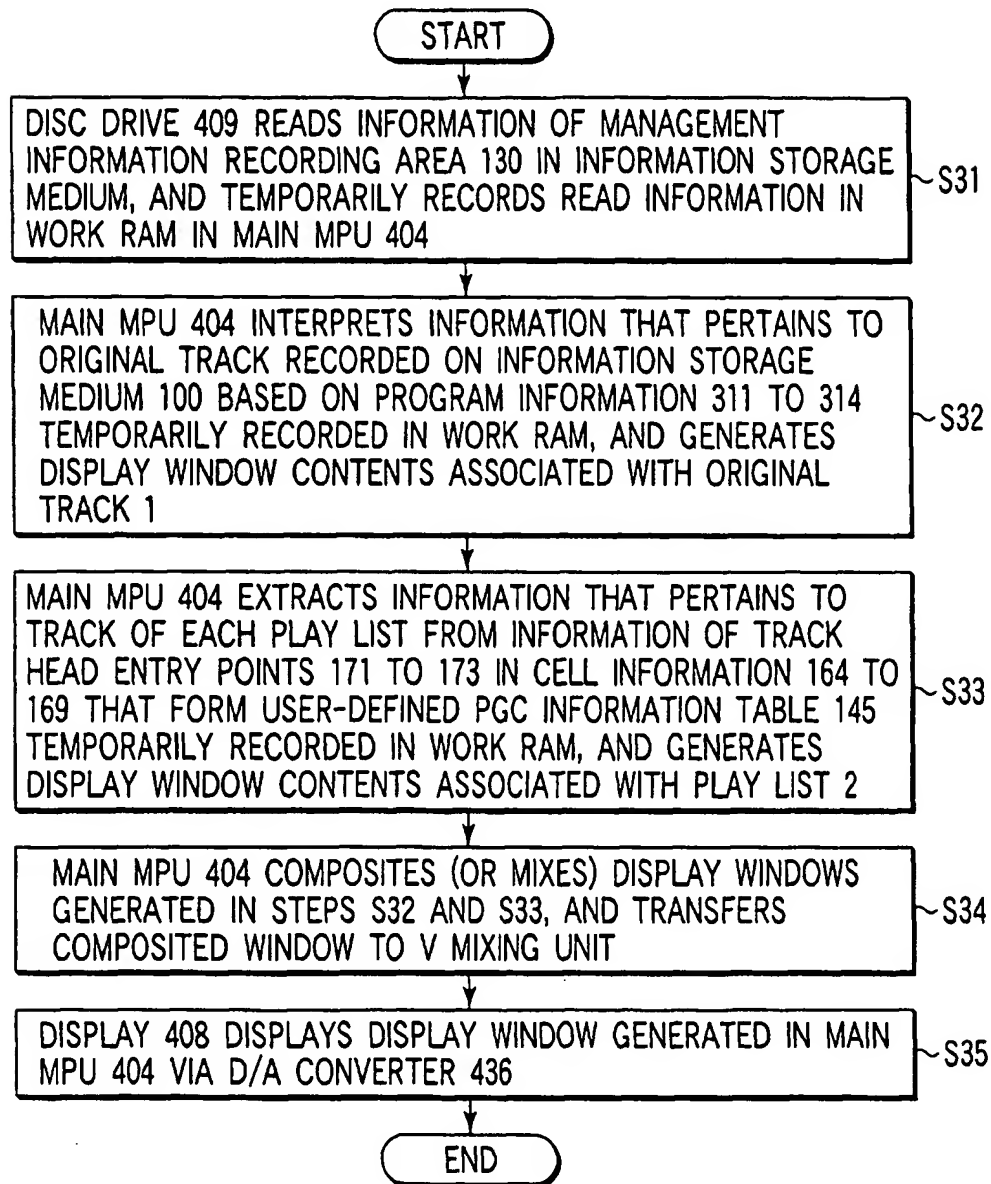 START
DISC DRIVE 409 READS INFORMATION OF MANAGEMENT
INFORMATION RECORDING AREA 130 IN INFORMATION STORAGE
MEDIUM, AND TEMPORARILY RECORDS READ INFORMATION IN
WORK RAM IN MAIN MPU 404
S31
MAIN MPU 404 INTERPRETS INFORMATION THAT PERTAINS TO
ORIGINAL TRACK RECORDED ON INFORMATION STORAGE
MEDIUM 100 BASED ON PROGRAM INFORMATION 311 TO 314
TEMPORARILY RECORDED IN WORK RAM, AND GENERATES
DISPLAY WINDOW CONTENTS ASSOCIATED WITH ORIGINAL
TRACK 1
S32
MAIN MPU 404 EXTRACTS INFORMATION THAT PERTAINS TO
TRACK OF EACH PLAY LIST FROM INFORMATION OF TRACK
HEAD ENTRY POINTS 171 TO 173 IN CELL INFORMATION 164 TO
169 THAT FORM USER-DEFINED PGC INFORMATION TABLE 145
TEMPORARILY RECORDED IN WORK RAM, AND GENERATES
DISPLAY WINDOW CONTENTS ASSOCIATED WITH PLAY LIST 2
S33
MAIN MPU 404 COMPOSITES (OR MIXES) DISPLAY WINDOWS
GENERATED IN STEPS S32 AND S33, AND TRANSFERS
COMPOSITED WINDOW TO V MIXING UNIT
S34
DISPLAY 408 DISPLAYS DISPLAY WINDOW GENERATED IN MAIN
MPU 404 VIA D/A CONVERTER 436
S35
END